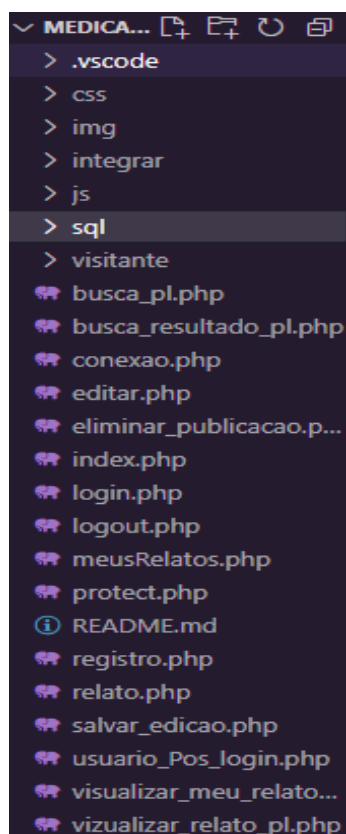 MEDICA...
.vscode
css
img
integrar
js
sql
visitante
busca_pl.php
busca_resultado_pl.php
conexao.php
editar.php
eliminar_publicacao.p...
index.php
login.php
logout.php
meusRelatos.php
protect.php
README.md
registro.php
relato.php
salvar_edicao.php
usuario_Pos_login.php
visualizar_meu_relato...
vizualizar_relato_pl.php